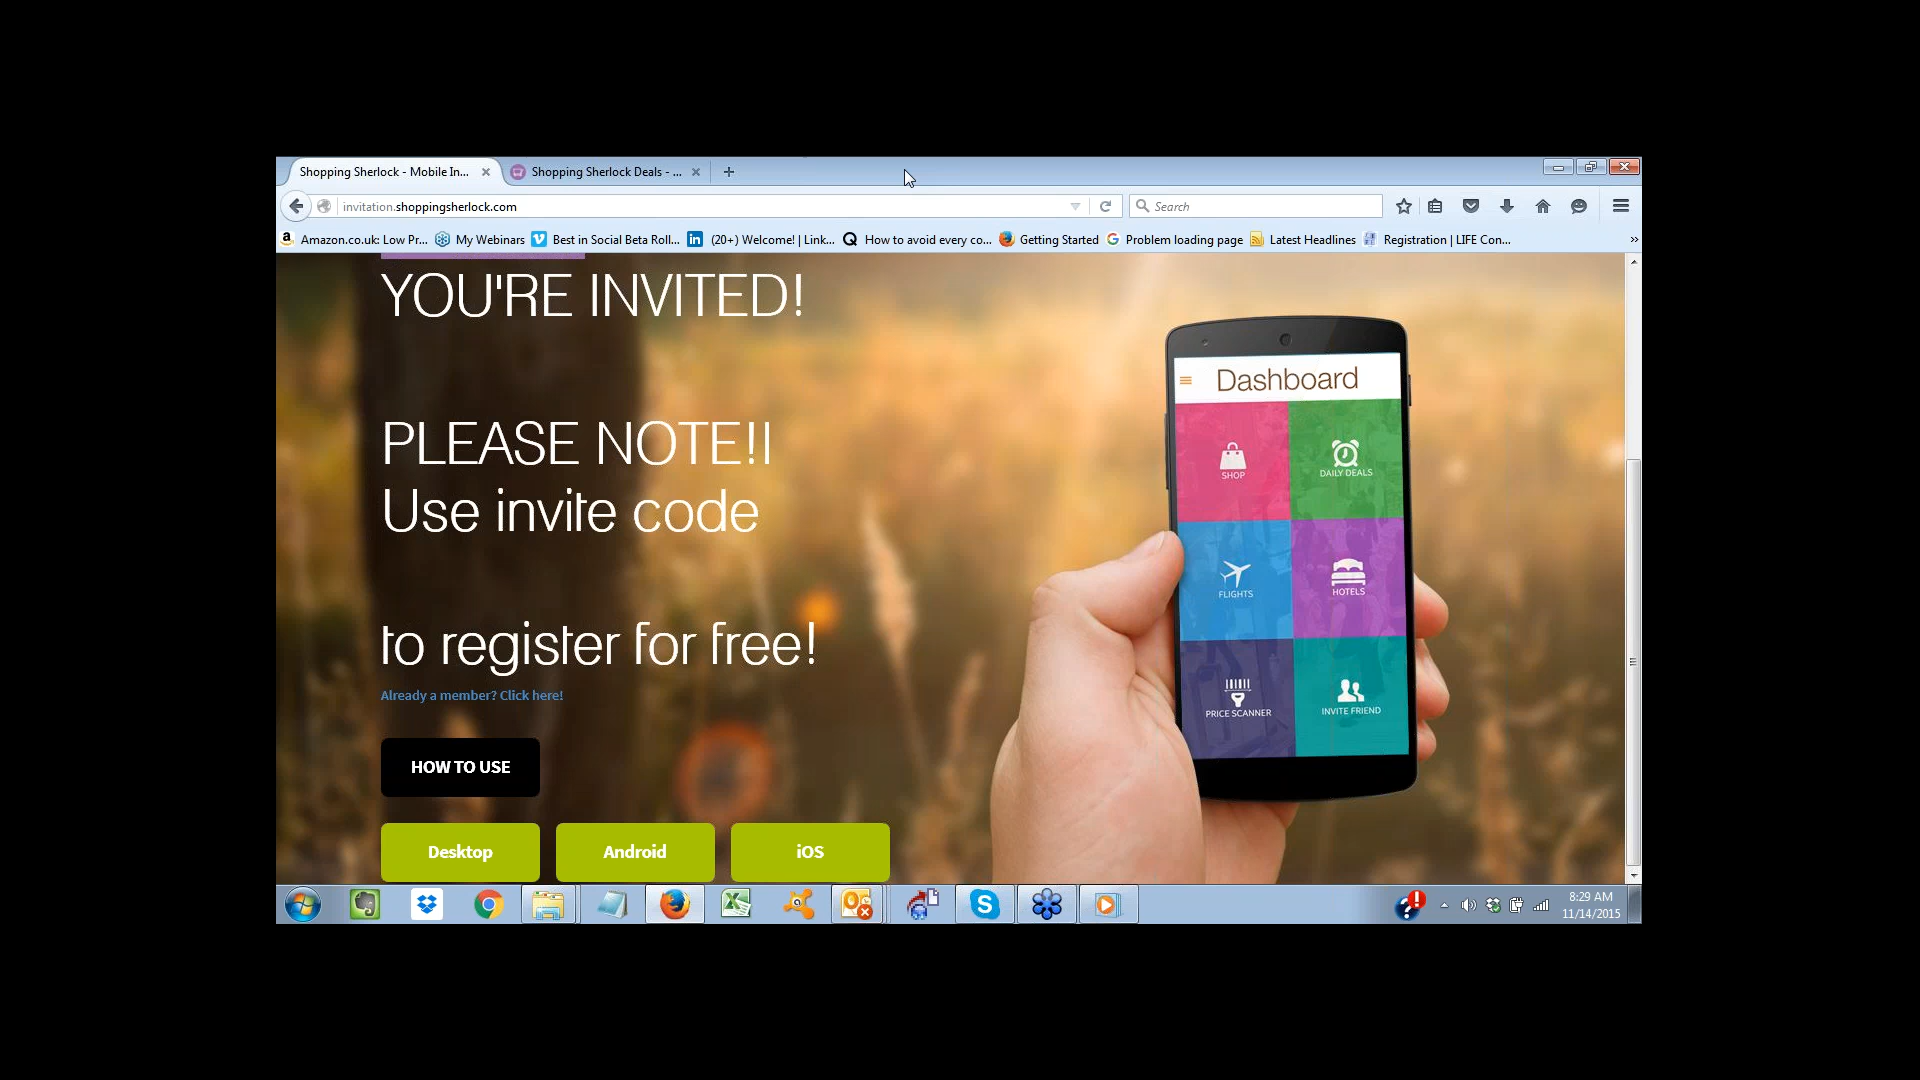 Shopping Sherlock - Mobile In...
Shopping Sherlock Deals - ...
invitation.shoppingsherlock.com
Search
Amazon.co.uk: Low Pr...
My Webinars
Best in Social Beta Roll...
(20+) Welcome! | Link...
How to avoid every co...
Getting Started
Problem loading page
Latest Headlines
Registration | LIFE Con...
YOU'RE INVITED!
PLEASE NOTE!!
Use invite code
to register for free!
Already a member? Click here!
HOW TO USE
Desktop
Android
iOS
Dashboard
SHOP
DAILY DEALS
FLIGHTS
HOTELS
PRICE SCANNER
INVITE FRIEND
8:29 AM
11/14/2015